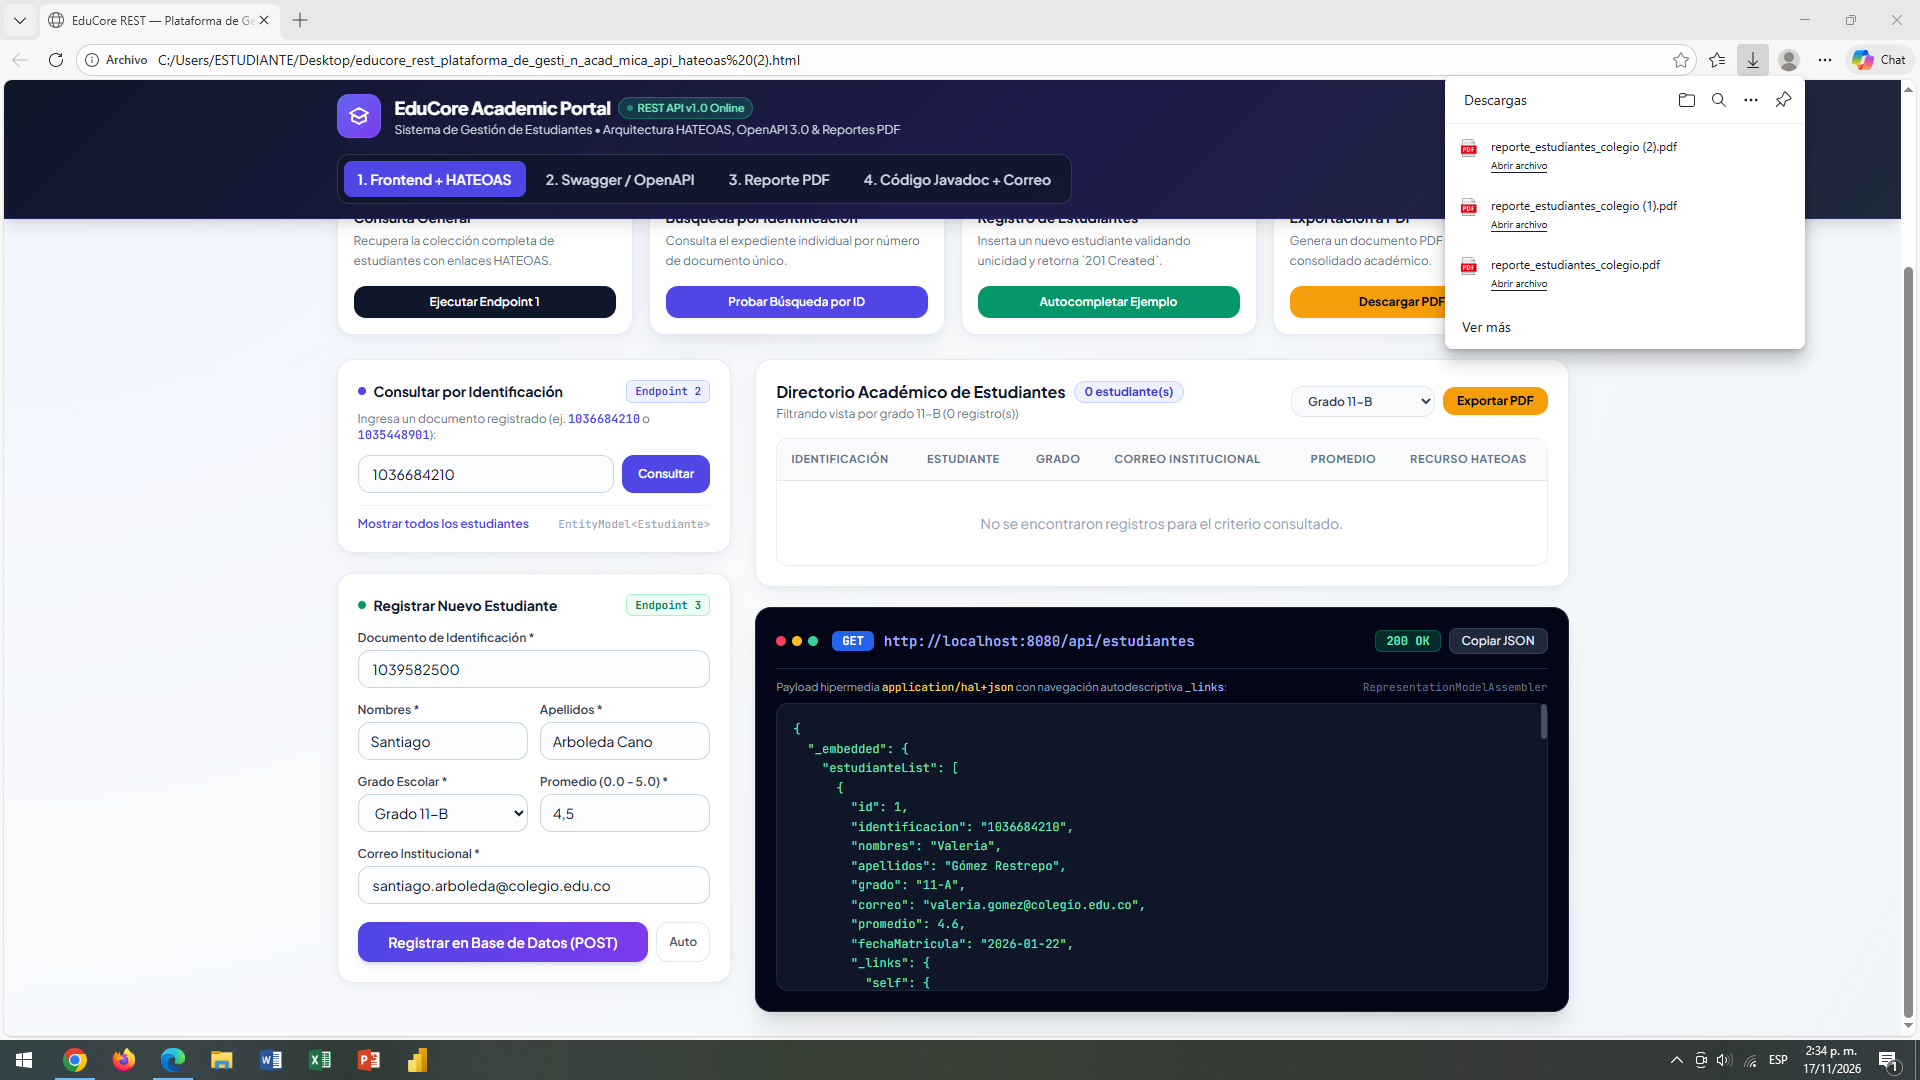 EduCore REST — Plataforma de Ge
Archivo
C:/Users/ESTUDIANTE/Desktop/educore_rest_plataforma_de_gesti_n_acad_mica_api_hateoas%20(2).html
Chat
EduCore Academic Portal
REST API v1.0 Online
Sistema de Gestión de Estudiantes • Arquitectura HATEOAS, OpenAPI 3.0 & Reportes PDF
1. Frontend + HATEOAS
2. Swagger / OpenAPI
3. Reporte PDF
4. Código Javadoc + Correo
Descargas
reporte_estudiantes_colegio (2).pdf
Abrir archivo
reporte_estudiantes_colegio (1).pdf
Abrir archivo
reporte_estudiantes_colegio.pdf
Abrir archivo
Ver más
Consulta General
Recupera la colección completa de
estudiantes con enlaces HATEOAS.
Ejecutar Endpoint 1
Búsqueda por Identificación
Consulta el expediente individual por número
de documento único.
Probar Búsqueda por ID
Registro de Estudiantes
Inserta un nuevo estudiante validando
unicidad y retorna `201 Created`.
Autocompletar Ejemplo
Exportación a PDF
Genera un documento PDF
consolidado académico.
Descargar PDF
Consultar por Identificación
Endpoint 2
Ingresa un documento registrado (ej. 1036684210 o
1035448901):
1036684210
Consultar
Mostrar todos los estudiantes
EntityModel<Estudiante>
Registrar Nuevo Estudiante
Endpoint 3
Documento de Identificación *
1039582500
Nombres *
Apellidos *
Santiago
Arboleda Cano
Grado Escolar *
Promedio (0.0 - 5.0) *
Grado 11-B
4,5
Correo Institucional *
santiago.arboleda@colegio.edu.co
Registrar en Base de Datos (POST)
Auto
Directorio Académico de Estudiantes
0 estudiante(s)
Filtrando vista por grado 11-B (0 registro(s))
Grado 11-B
Exportar PDF
IDENTIFICACIÓN
ESTUDIANTE
GRADO
CORREO INSTITUCIONAL
PROMEDIO
RECURSO HATEOAS
No se encontraron registros para el criterio consultado.
GET
http://localhost:8080/api/estudiantes
200 OK
Copiar JSON
Payload hipermedia application/hal+json con navegación autodescriptiva _links:
RepresentationModelAssembler
{
"_embedded": {
"estudianteList": [
{
"id": 1,
"identificacion": "1036684210",
"nombres": "Valeria",
"apellidos": "Gómez Restrepo",
"grado": "11-A",
"correo": "valeria.gomez@colegio.edu.co",
"promedio": 4.6,
"fechaMatricula": "2026-01-22",
"_links": {
"self": {
ESP
2:34 p. m.
17/11/2026
1